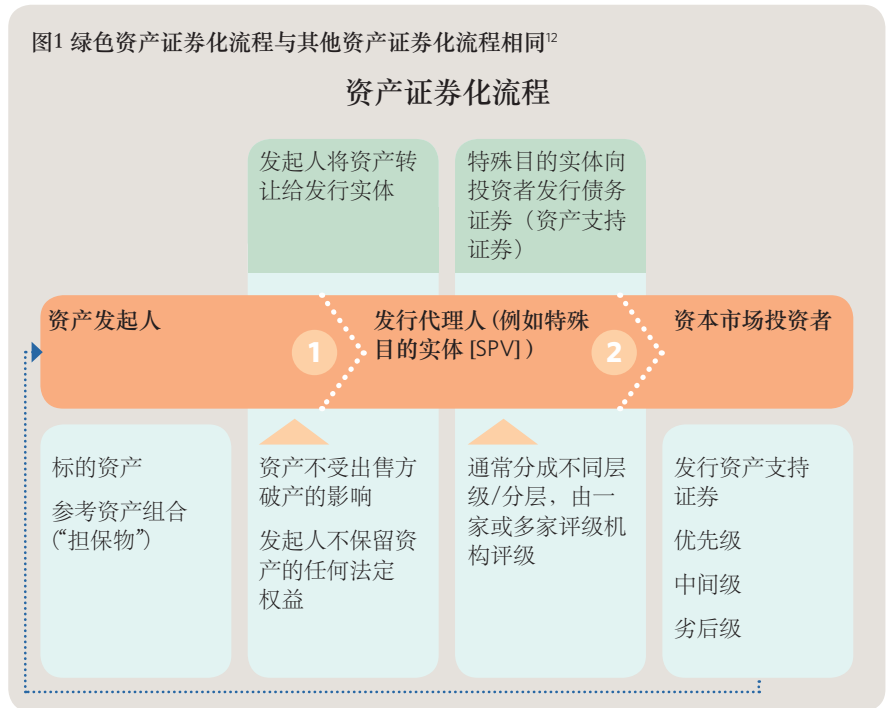 图1 绿色资产证券化流程与其他资产证券化流程相同12
资产证券化流程
发起人将资产转
让给发行实体
特殊目的实体向
投资者发行债务
证券（资产支持
证券）
资产发起人
1
发行代理人 (例如特殊
目的实体 [SPV] )
2
资本市场投资者
标的资产
参考资产组合
(“担保物”)
资产不受出售方
破产的影响
发起人不保留资
产的任何法定
权益
通常分成不同层
级/分层，由一
家或多家评级机
构评级
发行资产支持
证券
优先级
中间级
劣后级